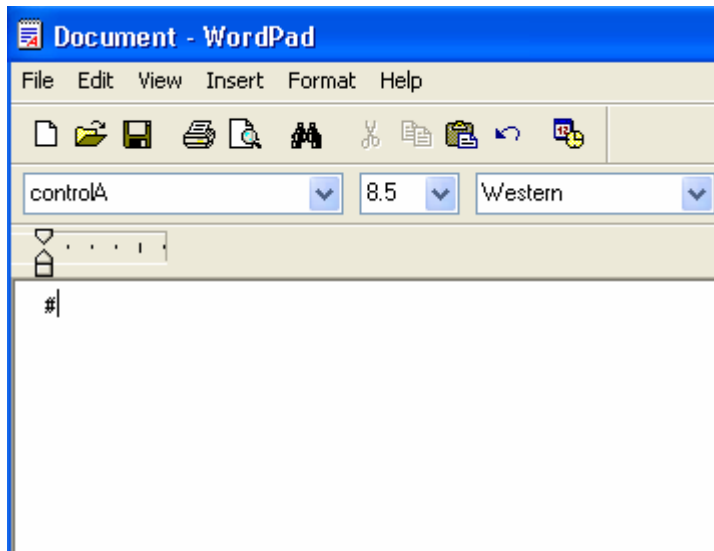 Document - WordPad
File Edit View Insert Format Help
controlA 8.5 Western
#